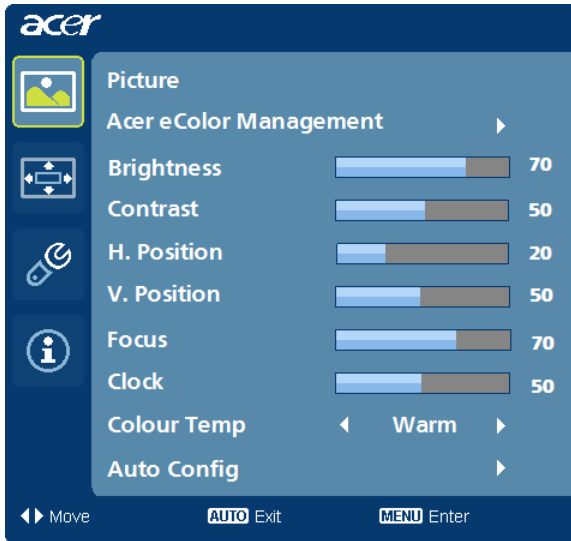 acer
Picture
Acer eColor Management
Brightness 70
Contrast 50
H. Position 20
V. Position 50
Focus 70
Clock 50
Colour Temp Warm
Auto Config
Move AUTO Exit MENU Enter